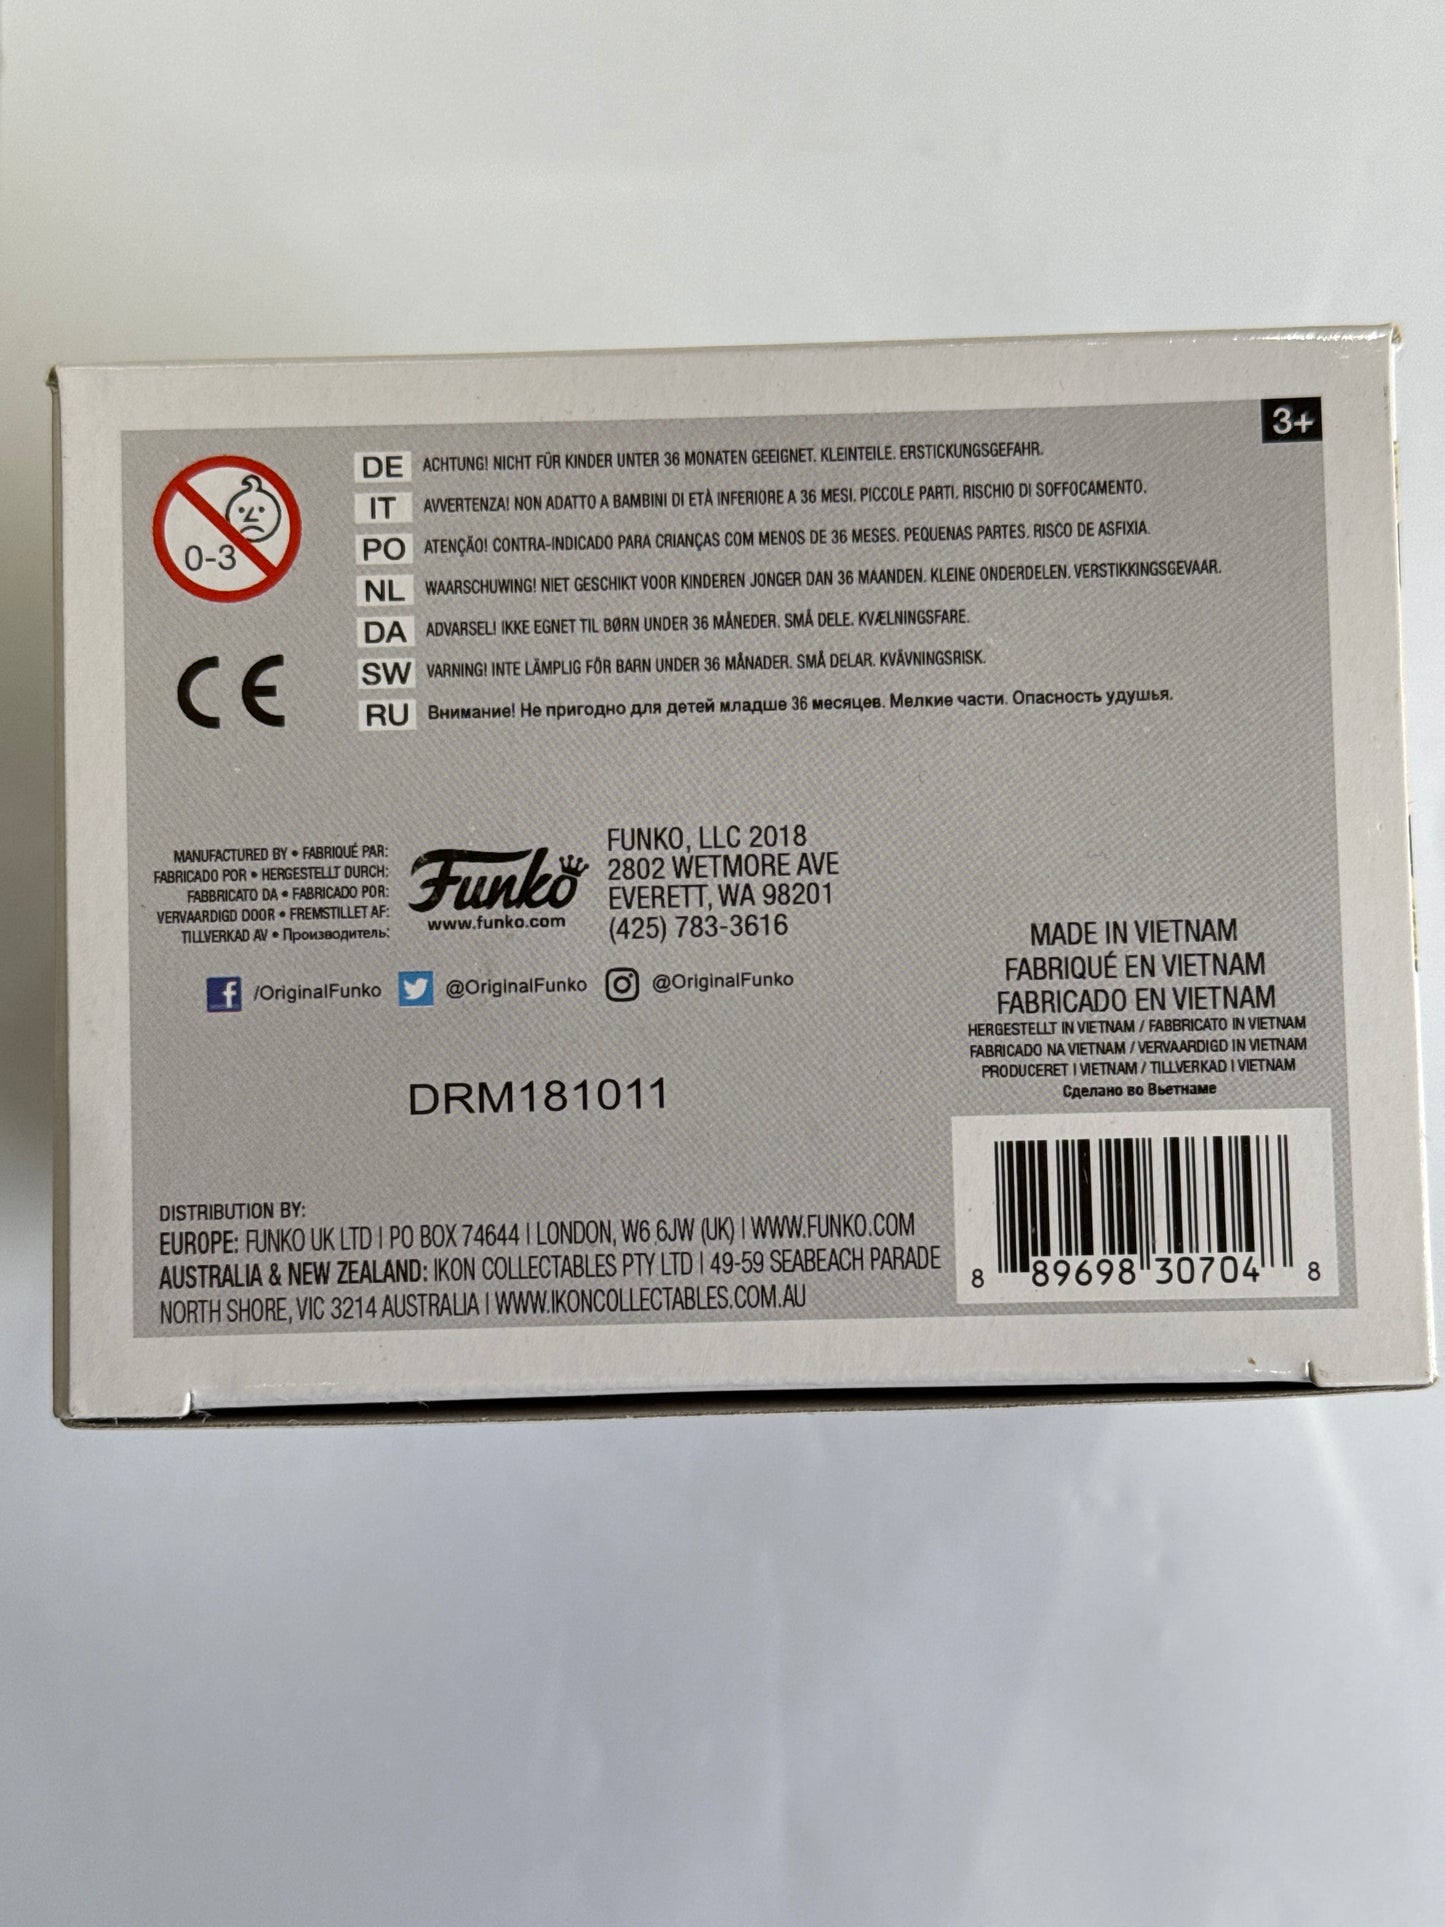 3+
0-3
DE ACHTUNG! NICHT FÜR KINDER UNTER 36 MONATEN GEEIGNET. KLEINTEILE. ERSTICKUNGSGEFAHR.
IT AVVERTENZA! NON ADATTO A BAMBINI DI ETÀ INFERIORE A 36 MESI. PICCOLE PARTI. RISCHIO DI SOFFOCAMENTO.
PO ATENÇÃO! CONTRA-INDICADO PARA CRIANÇAS COM MENOS DE 36 MESES. PEQUENAS PARTES. RISCO DE ASFIXIA.
NL WAARSCHUWING! NIET GESCHIKT VOOR KINDEREN JONGER DAN 36 MAANDEN. KLEINE ONDERDELEN. VERSTIKKINGSGEVAAR.
DA ADVARSEL! IKKE EGNET TIL BØRN UNDER 36 MÅNEDER. SMÅ DELE. KVÆLNINGSFARE.
SW VARNING! INTE LÄMPLIG FÖR BARN UNDER 36 MÅNADER. SMÅ DELAR. KVÄVNINGSRISK.
RU Внимание! Не пригодно для детей младше 36 месяцев. Мелкие части. Опасность удушья.
CE
MANUFACTURED BY • FABRIQUÉ PAR:
FABRICADO POR • HERGESTELLT DURCH:
FABBRICATO DA • FABRICADO POR:
VERVAARDIGD DOOR • FREMSTILLET AF:
TILLVERKAD AV • Производитель:
Funko
www.funko.com
FUNKO, LLC 2018
2802 WETMORE AVE
EVERETT, WA 98201
(425) 783-3616
/OriginalFunko @OriginalFunko @OriginalFunko
MADE IN VIETNAM
FABRIQUÉ EN VIETNAM
FABRICADO EN VIETNAM
HERGESTELLT IN VIETNAM / FABBRICATO IN VIETNAM
FABRICADO NA VIETNAM / VERVAARDIGD IN VIETNAM
PRODUCERET I VIETNAM / TILLVERKAD I VIETNAM
Сделано во Вьетнаме
DRM181011
DISTRIBUTION BY:
EUROPE: FUNKO UK LTD | PO BOX 74644 | LONDON, W6 6JW (UK) | WWW.FUNKO.COM
AUSTRALIA & NEW ZEALAND: IKON COLLECTABLES PTY LTD | 49-59 SEABEACH PARADE
NORTH SHORE, VIC 3214 AUSTRALIA | WWW.IKONCOLLECTABLES.COM.AU
8 89698 30704 8